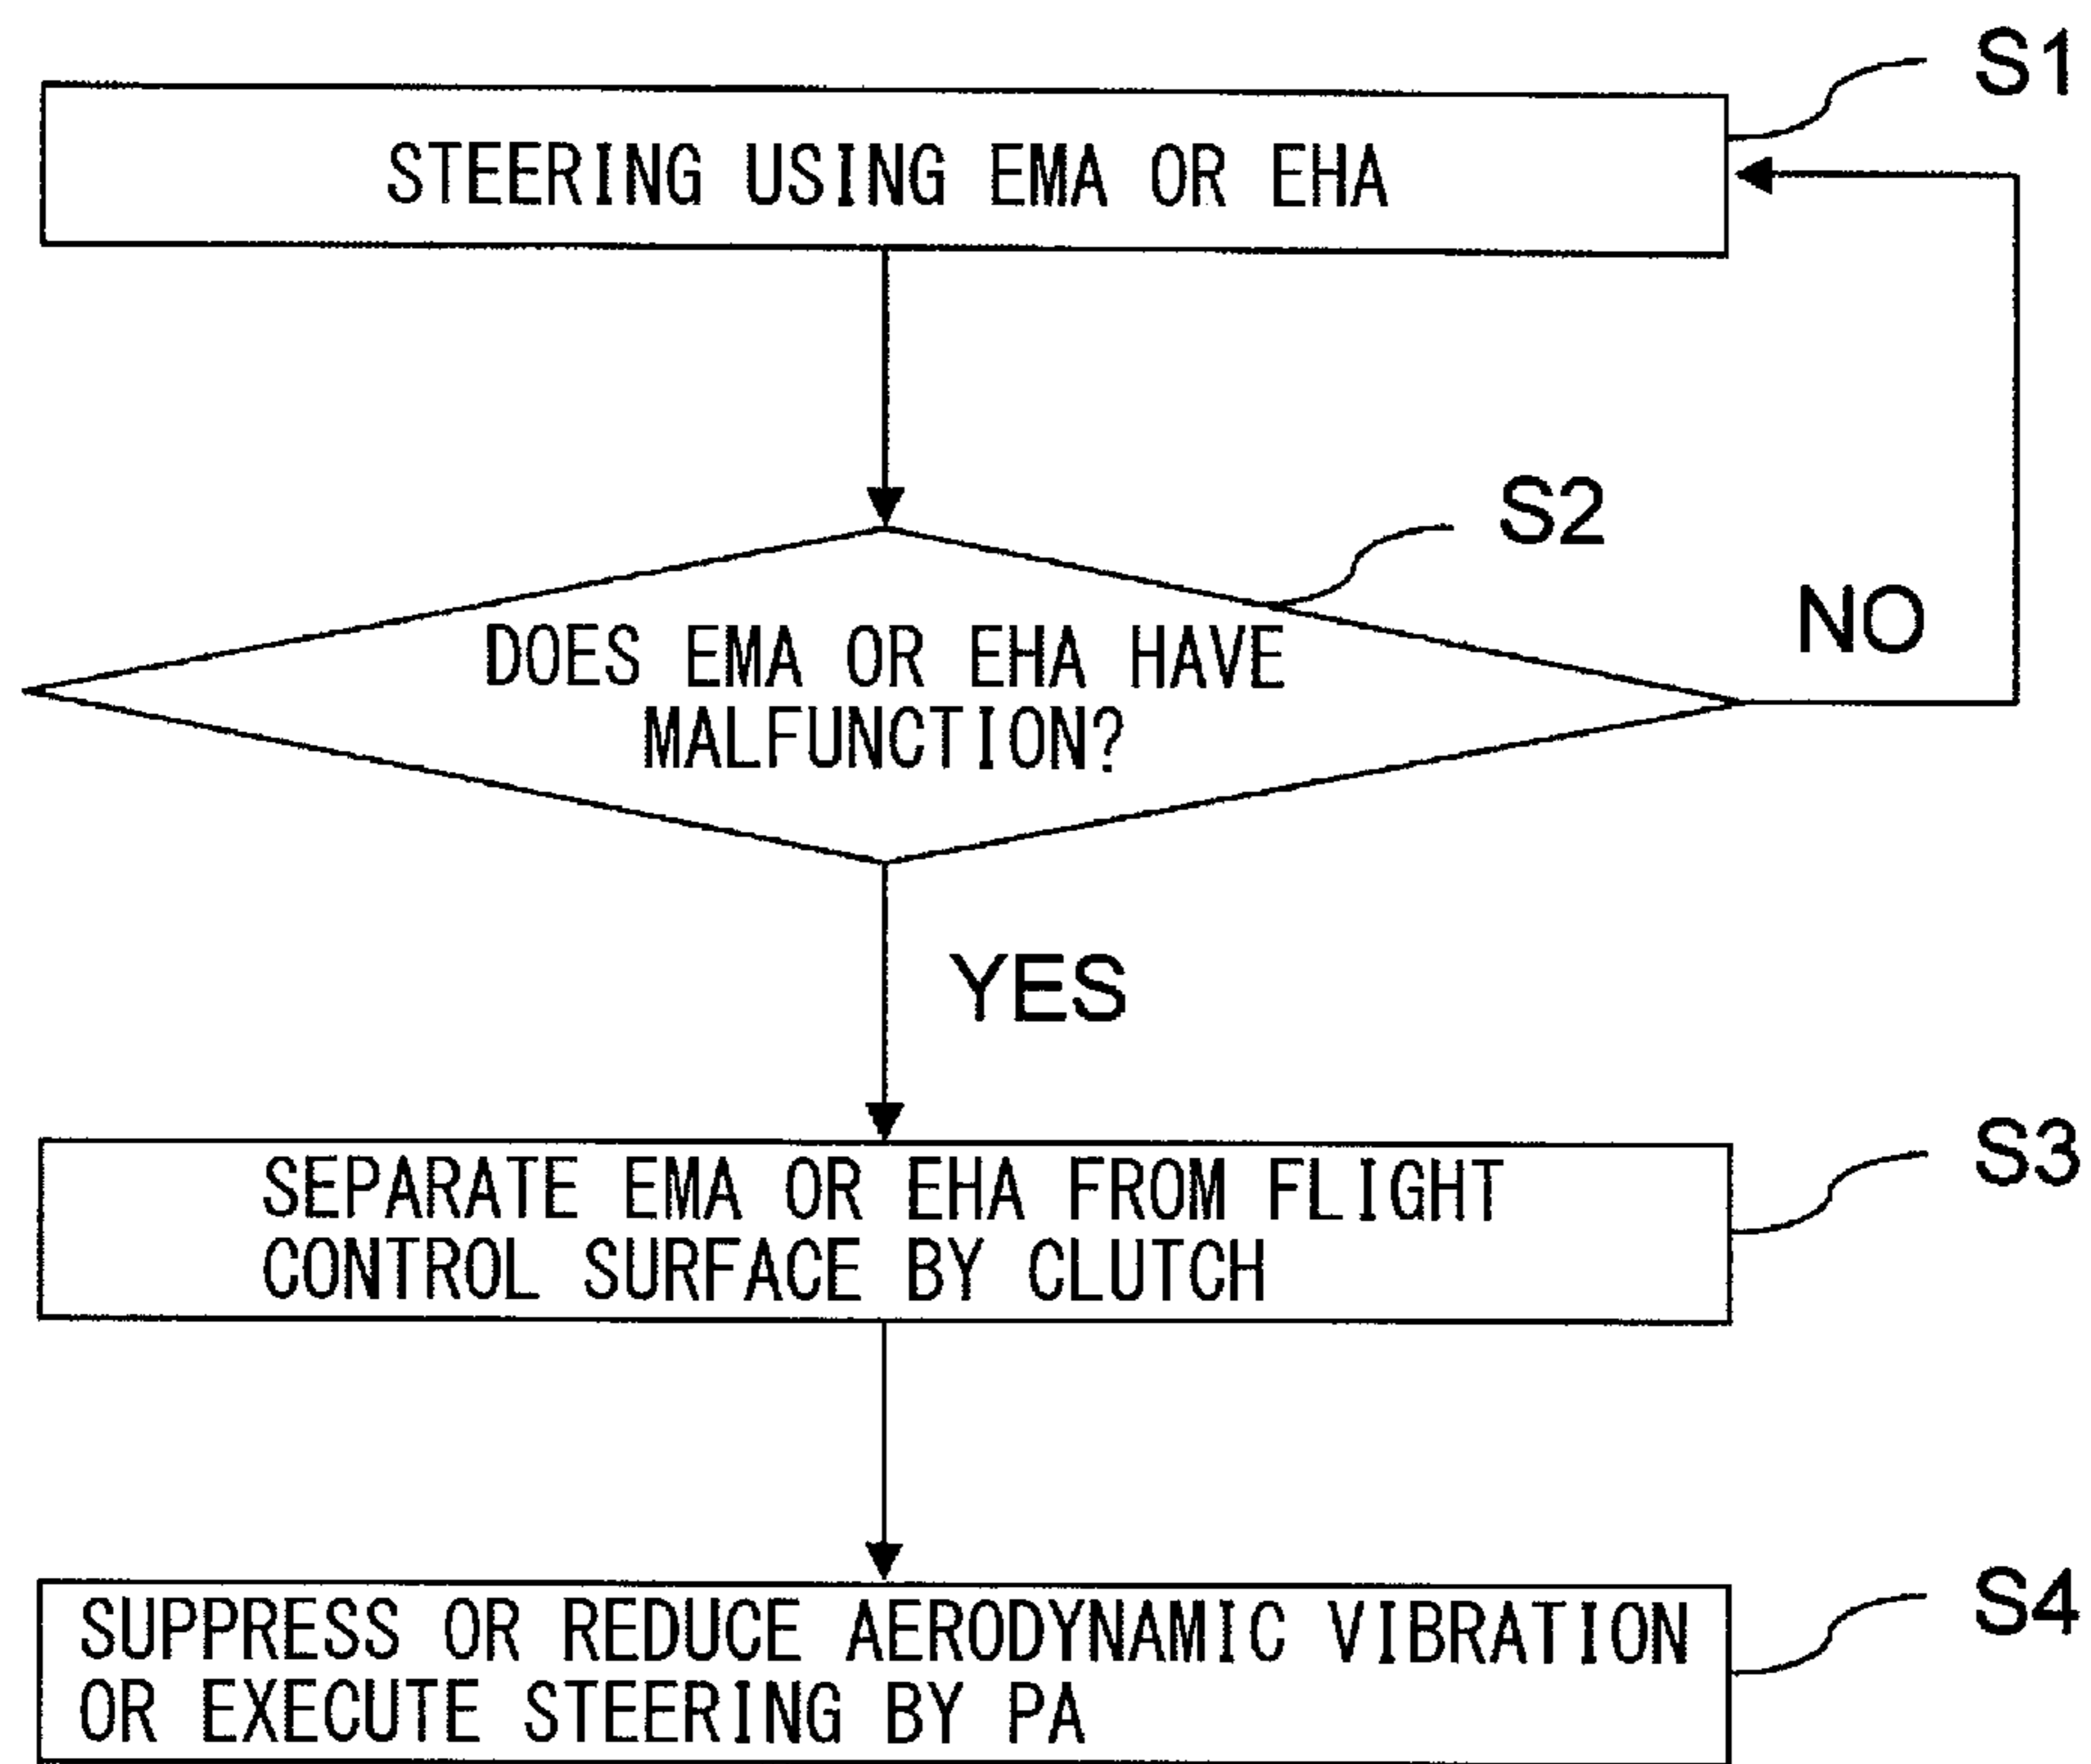 S1
STEERING USING EMA OR EHA
S2
DOES EMA OR EHA HAVE
MALFUNCTION?
NO
YES
S3
SEPARATE EMA OR EHA FROM FLIGHT
CONTROL SURFACE BY CLUTCH
S4
SUPPRESS OR REDUCE AERODYNAMIC VIBRATION
OR EXECUTE STEERING BY PA